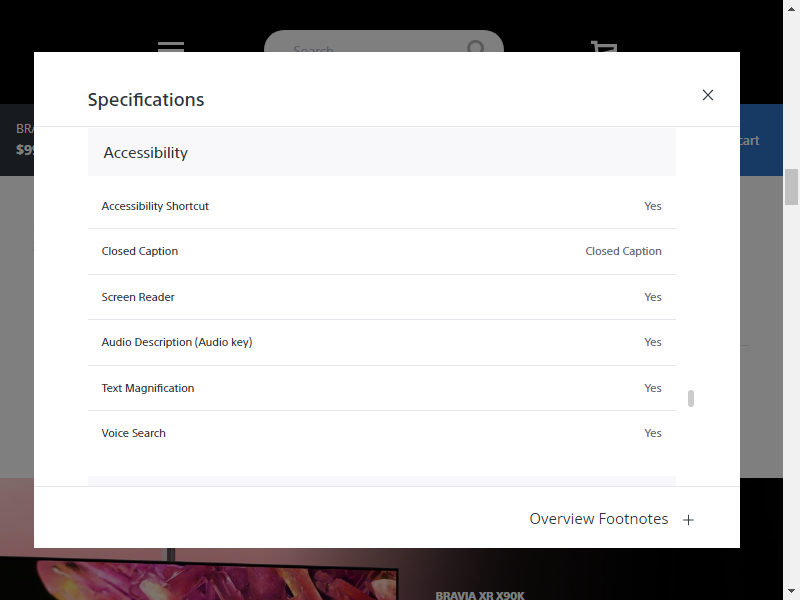 Search
Specifications
BRA
$99
cart
Accessibility
Accessibility Shortcut Yes
Closed Caption Closed Caption
Screen Reader Yes
Audio Description (Audio key) Yes
Text Magnification Yes
Voice Search Yes
Overview Footnotes +
BRAVIA XR X90K